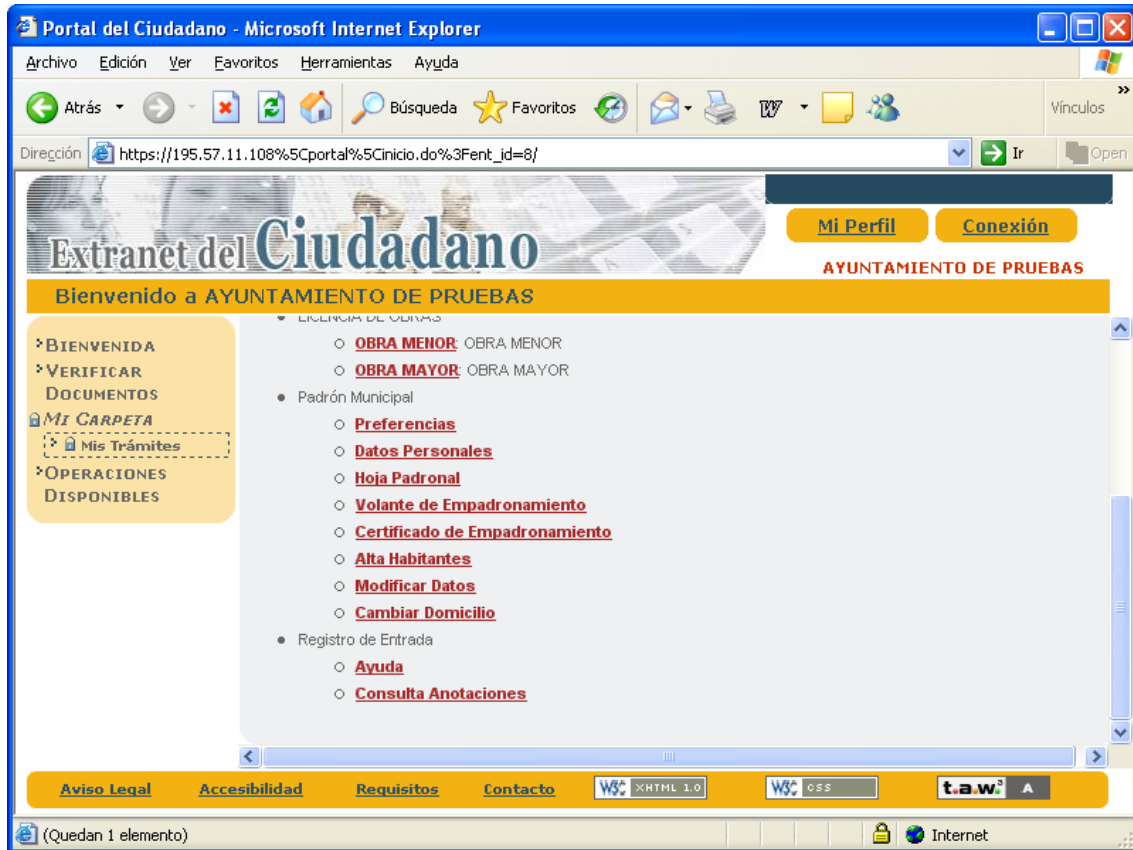 Portal del Ciudadano - Microsoft Internet Explorer
Archivo Edición Ver Favoritos Herramientas Ayuda
Atrás Búsqueda Favoritos Vínculos »
Dirección https://195.57.11.108%5Cportal%5Cinicio.do%3Fent_id=8/ Ir Open
Extranet del Ciudadano
Mi Perfil Conexión
AYUNTAMIENTO DE PRUEBAS
Bienvenido a AYUNTAMIENTO DE PRUEBAS
BIENVENIDA
VERIFICAR
DOCUMENTOS
MI CARPETA
Mis Trámites
OPERACIONES
DISPONIBLES
LICENCIA DE OBRAS
OBRA MENOR: OBRA MENOR
OBRA MAYOR: OBRA MAYOR
Padrón Municipal
Preferencias
Datos Personales
Hoja Padronal
Volante de Empadronamiento
Certificado de Empadronamiento
Alta Habitantes
Modificar Datos
Cambiar Domicilio
Registro de Entrada
Ayuda
Consulta Anotaciones
Aviso Legal Accesibilidad Requisitos Contacto W3C XHTML 1.0 W3C CSS t.a.w.3 A
(Quedan 1 elemento) Internet